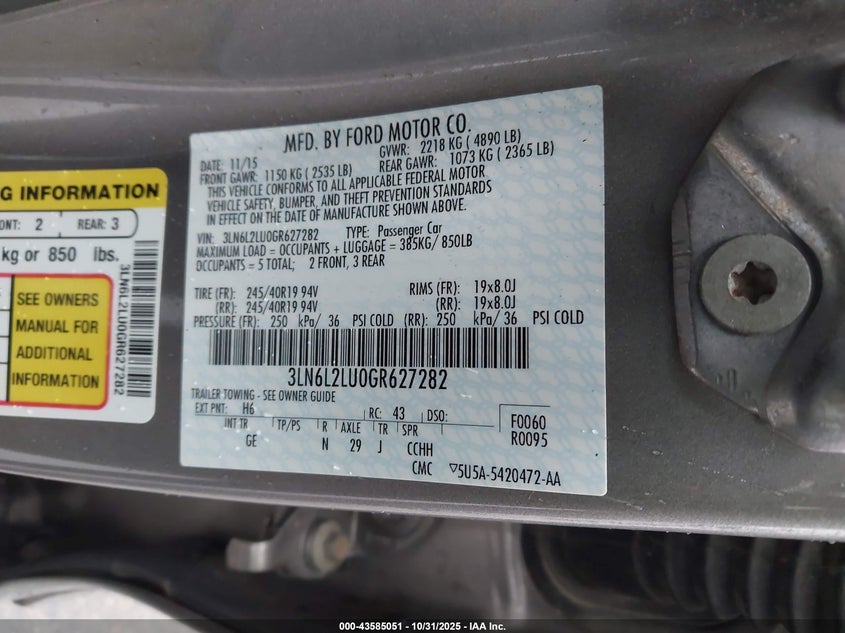 MFD. BY FORD MOTOR CO.
DATE: 11/15 GVWR: 2218 KG ( 4890 LB)
FRONT GAWR: 1150 KG ( 2535 LB) REAR GAWR: 1073 KG ( 2365 LB)
THIS VEHICLE CONFORMS TO ALL APPLICABLE FEDERAL MOTOR
VEHICLE SAFETY, BUMPER, AND THEFT PREVENTION STANDARDS
IN EFFECT ON THE DATE OF MANUFACTURE SHOWN ABOVE.
VIN: 3LN6L2LU0GR627282 TYPE: Passenger Car
MAXIMUM LOAD = OCCUPANTS + LUGGAGE = 385KG/ 850LB
OCCUPANTS = 5 TOTAL: 2 FRONT, 3 REAR
TIRE (FR): 245/40R19 94V RIMS (FR): 19x8.0J
(RR): 245/40R19 94V (RR): 19x8.0J
PRESSURE (FR): 250 kPa/ 36 PSI COLD (RR): 250 kPa/ 36 PSI COLD
3LN6L2LU0GR627282
TRAILER TOWING - SEE OWNER GUIDE
EXT PNT: H6 RC: 43 DSO: F0060
INT TR TP/PS R AXLE TR SPR R0095
GE N 29 J CCHH
CMC ▽5U5A-5420472-AA
G INFORMATION
ONT: 2 REAR: 3
kg or 850 lbs.
SEE OWNERS
MANUAL FOR
ADDITIONAL
INFORMATION
3LN6L2LU0GR627282
000-43585051 - 10/31/2025 - IAA Inc.